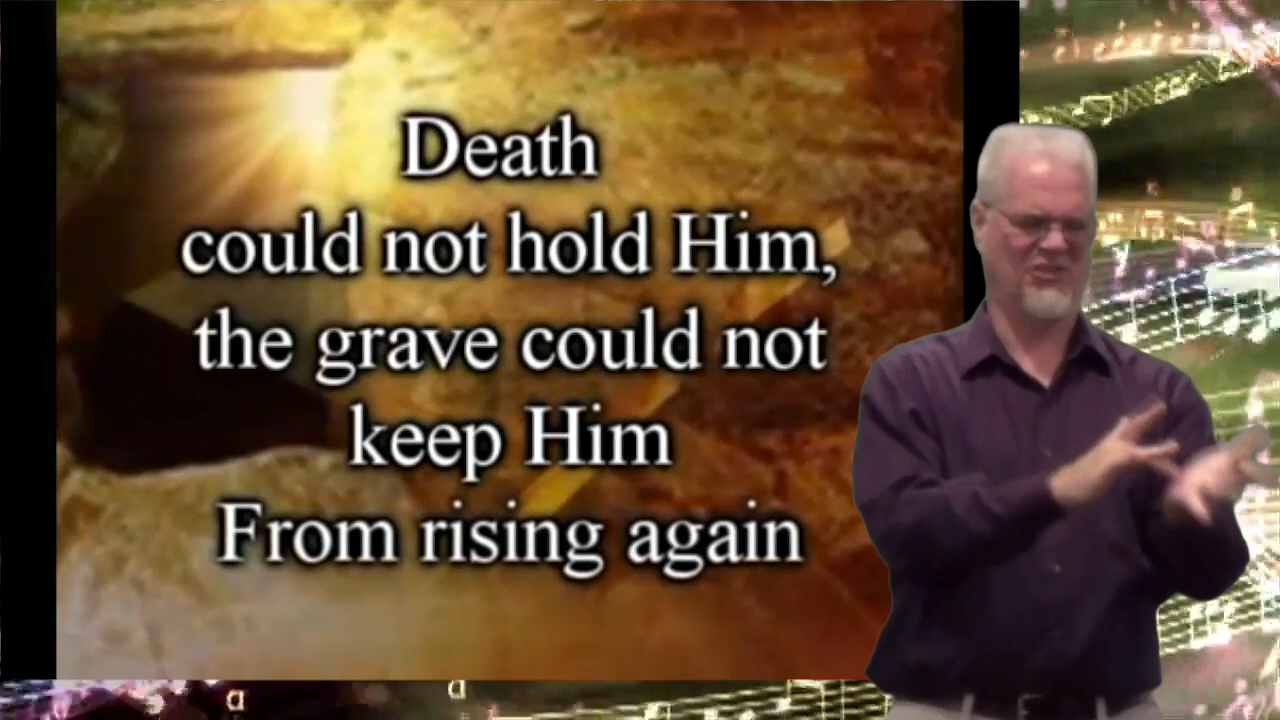 Death
could not hold Him,
the grave could not
keep Him
From rising again